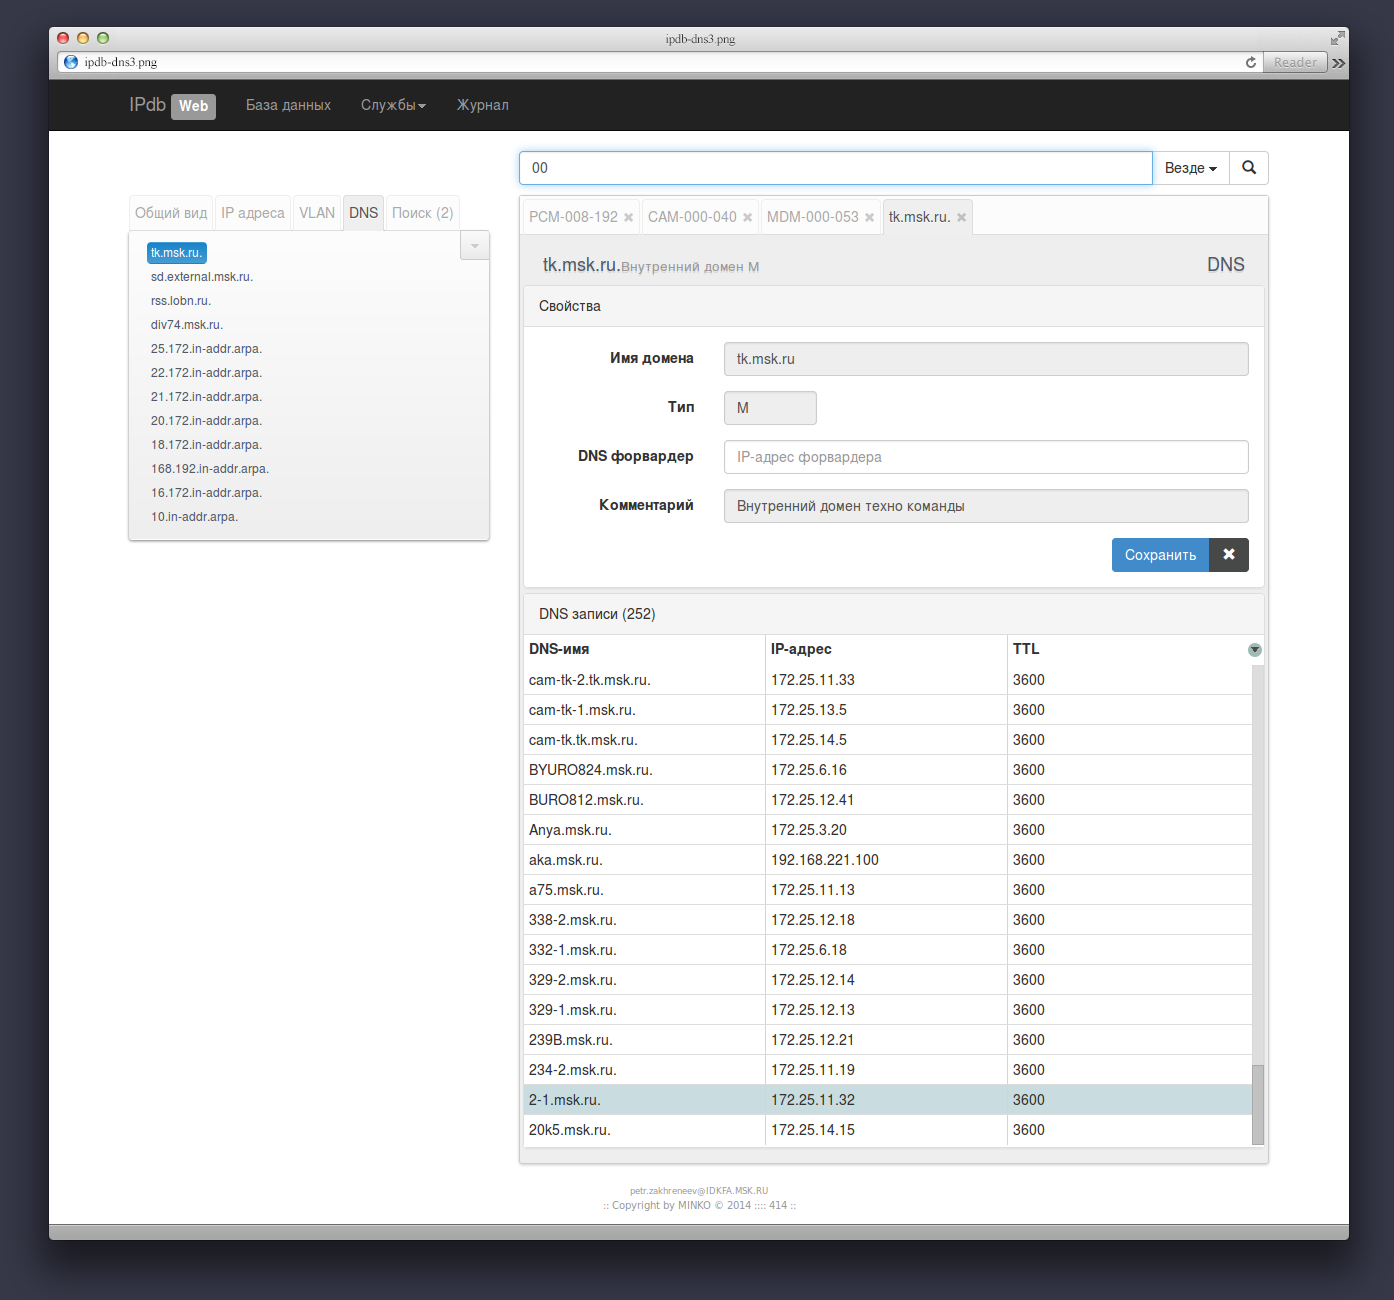 ipdb-dns3.png
ipdb-dns3.png Reader
IPdb Web База данных Службы Журнал
00 Везде
Общий вид IP адреса VLAN DNS Поиск (2)
tk.msk.ru.
sd.external.msk.ru.
rss.lobn.ru.
div74.msk.ru.
25.172.in-addr.arpa.
22.172.in-addr.arpa.
21.172.in-addr.arpa.
20.172.in-addr.arpa.
18.172.in-addr.arpa.
168.192.in-addr.arpa.
16.172.in-addr.arpa.
10.in-addr.arpa.
PCM-008-192 CAM-000-040 MDM-000-053 tk.msk.ru.
tk.msk.ru. Внутренний домен М DNS
Свойства
Имя домена tk.msk.ru
Тип M
DNS форвардер IP-адрес форвардера
Комментарий Внутренний домен техно команды
Сохранить
DNS записи (252)
DNS-имя IP-адрес TTL
cam-tk-2.tk.msk.ru. 172.25.11.33 3600
cam-tk-1.msk.ru. 172.25.13.5 3600
cam-tk.tk.msk.ru. 172.25.14.5 3600
BYURO824.msk.ru. 172.25.6.16 3600
BURO812.msk.ru. 172.25.12.41 3600
Anya.msk.ru. 172.25.3.20 3600
aka.msk.ru. 192.168.221.100 3600
a75.msk.ru. 172.25.11.13 3600
338-2.msk.ru. 172.25.12.18 3600
332-1.msk.ru. 172.25.6.18 3600
329-2.msk.ru. 172.25.12.14 3600
329-1.msk.ru. 172.25.12.13 3600
239B.msk.ru. 172.25.12.21 3600
234-2.msk.ru. 172.25.11.19 3600
2-1.msk.ru. 172.25.11.32 3600
20k5.msk.ru. 172.25.14.15 3600
petr.zakhreneev@IDKFA.MSK.RU
:: Copyright by MINKO © 2014 :::: 414 ::